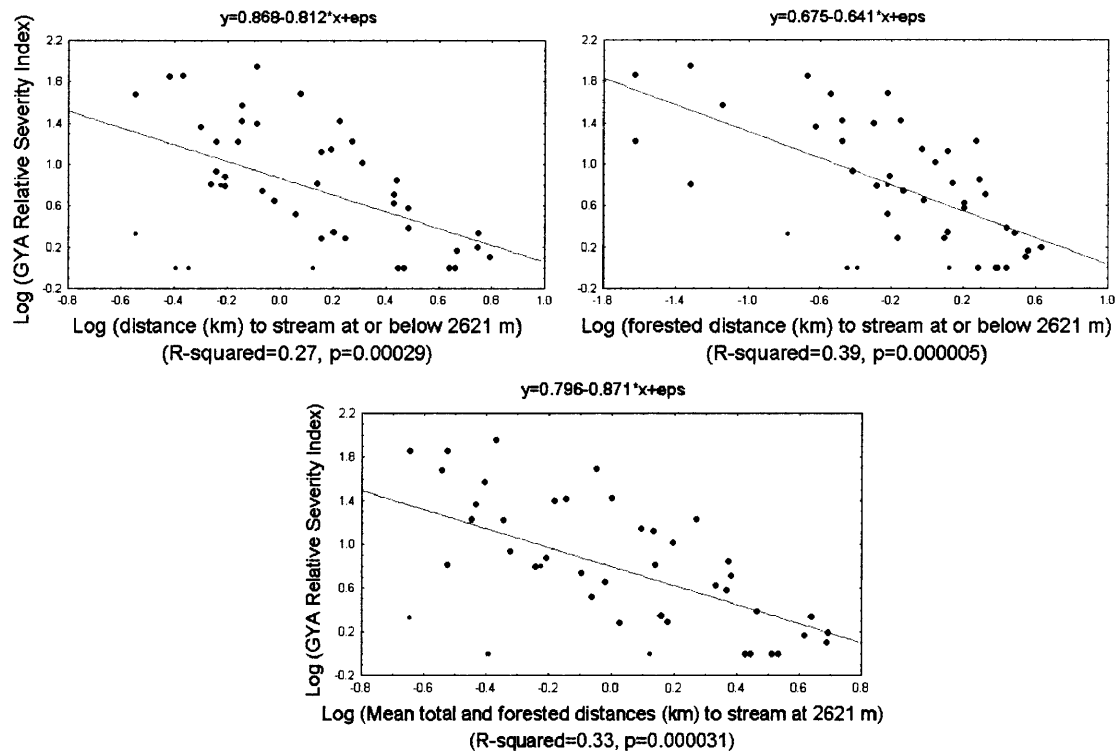 y=0.868-0.812*x+eps
Log (GYA Relative Severity Index)
2.2
1.8
1.4
1.0
0.6
0.2
-0.2
-0.8 -0.6 -0.4 -0.2 0.0 0.2 0.4 0.6 0.8 1.0
Log (distance (km) to stream at or below 2621 m)
(R-squared=0.27, p=0.00029)
y=0.675-0.641*x+eps
Log (GYA Relative Severity Index)
2.2
1.8
1.4
1.0
0.6
0.2
-0.2
-1.8 -1.4 -1.0 -0.6 -0.2 0.2 0.6 1.0
Log (forested distance (km) to stream at or below 2621 m)
(R-squared=0.39, p=0.000005)
y=0.796-0.871*x+eps
Log (GYA Relative Severity Index)
2.2
1.8
1.4
1.0
0.6
0.2
-0.2
-0.8 -0.6 -0.4 -0.2 0.0 0.2 0.4 0.6 0.8
Log (Mean total and forested distances (km) to stream at 2621 m)
(R-squared=0.33, p=0.000031)